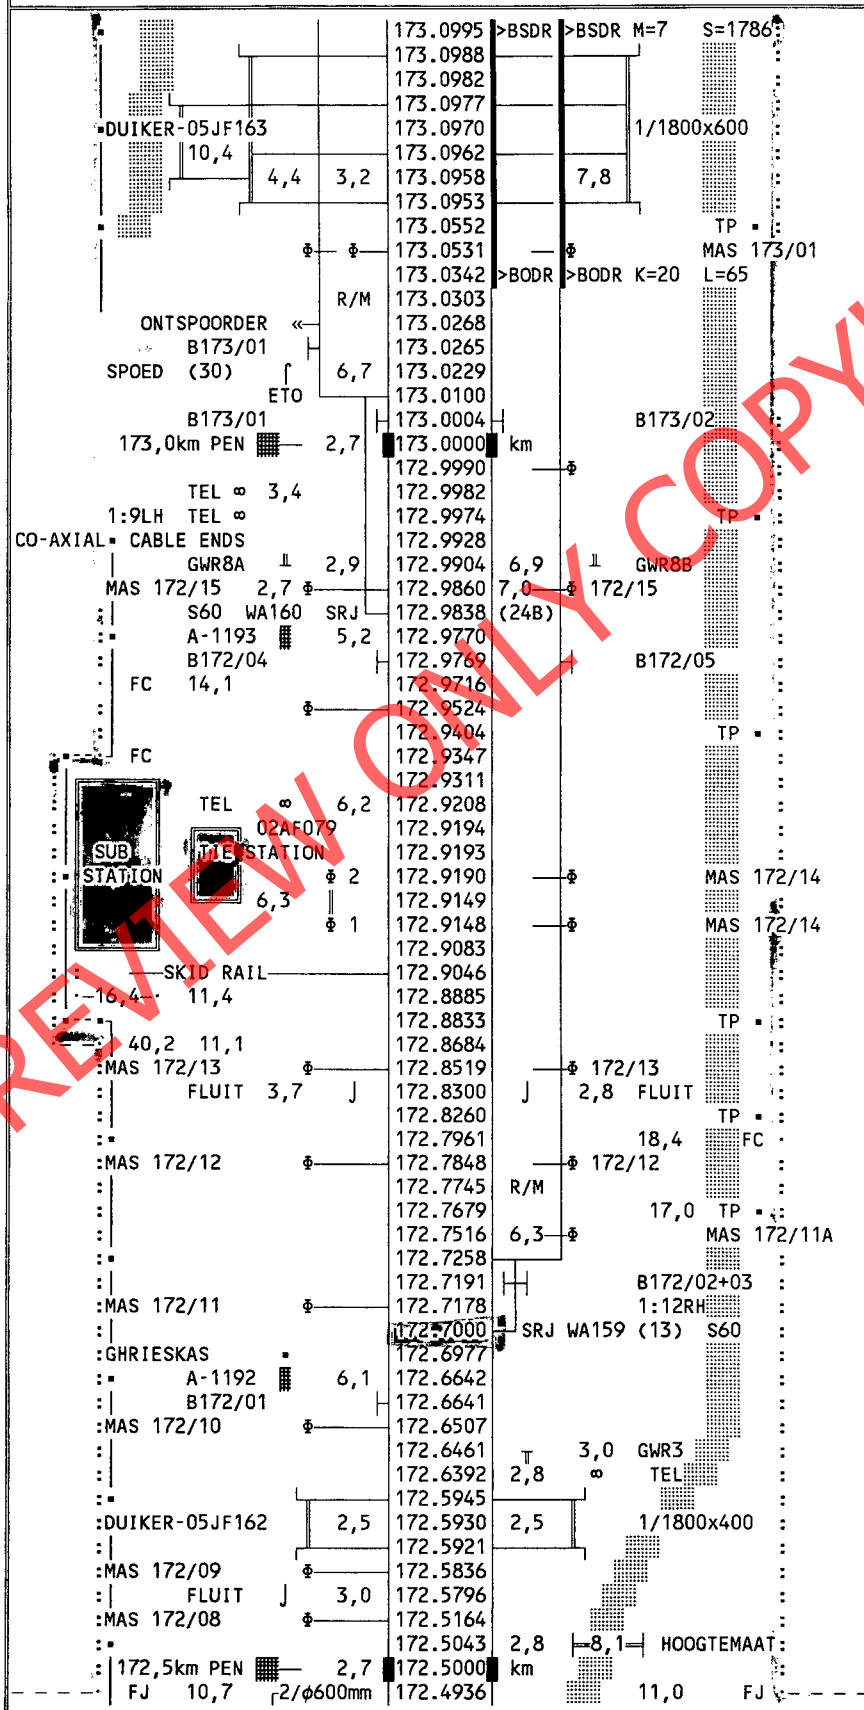 173.0995 >BSDR >BSDR M=7 S=1786
173.0988
173.0982
173.0977
DUIKER-05JF163 173.0970 1/1800x600
10,4 173.0962
4,4 3,2 173.0958 7,8
173.0953
173.0552 TP
Φ Φ 173.0531 Φ MAS 173/01
173.0342 >BODR >BODR K=20 L=65
R/M 173.0303
ONTSPOORDER « 173.0268
B173/01 173.0265
SPOED (30) ⌠ 6,7 173.0229
ETO 173.0100
B173/01 173.0004 B173/02
173,0km PEN 2,7 173.0000 km
172.9990 Φ
TEL ∞ 3,4 172.9982
1:9LH TEL ∞ 172.9974 TP
CO-AXIAL CABLE ENDS 172.9928
GWR8A ╨ 2,9 172.9904 6,9 ╨ GWR8B
MAS 172/15 2,7 Φ 172.9860 7,0 Φ 172/15
S60 WA160 SRJ 172.9838 (24B)
A-1193 5,2 172.9770
B172/04 172.9769 B172/05
FC 14,1 172.9716
Φ 172.9524
172.9404 TP
FC 172.9347
172.9311
TEL ∞ 6,2 172.9208
02AF079 172.9194
SUB TIE STATION 172.9193
STATION Φ 2 172.9190 Φ MAS 172/14
6,3 172.9149
Φ 1 172.9148 Φ MAS 172/14
172.9083
SKID RAIL 172.9046
16,4 11,4 172.8885
172.8833 TP
40,2 11,1 172.8684
MAS 172/13 Φ 172.8519 Φ 172/13
FLUIT 3,7 ⌡ 172.8300 ⌡ 2,8 FLUIT
172.8260 TP
172.7961 18,4 FC
MAS 172/12 Φ 172.7848 Φ 172/12
172.7745 R/M
172.7679 17,0 TP
172.7516 6,3 Φ MAS 172/11A
172.7258
172.7191 B172/02+03
MAS 172/11 Φ 172.7178 1:12RH
172.7000 SRJ WA159 (13) S60
GHRIESKAS 172.6977
A-1192 6,1 172.6642
B172/01 172.6641
MAS 172/10 Φ 172.6507
172.6461 ╥ 3,0 GWR3
172.6392 2,8 ∞ TEL
172.5945
DUIKER-05JF162 2,5 172.5930 2,5 1/1800x400
172.5921
MAS 172/09 Φ 172.5836
FLUIT ⌡ 3,0 172.5796
MAS 172/08 Φ 172.5164
172.5043 2,8 8,1 HOOGTEMAAT
172,5km PEN 2,7 172.5000 km
FJ 10,7 2/φ600mm 172.4936 11,0 FJ
PREVIEW ONLY COPY